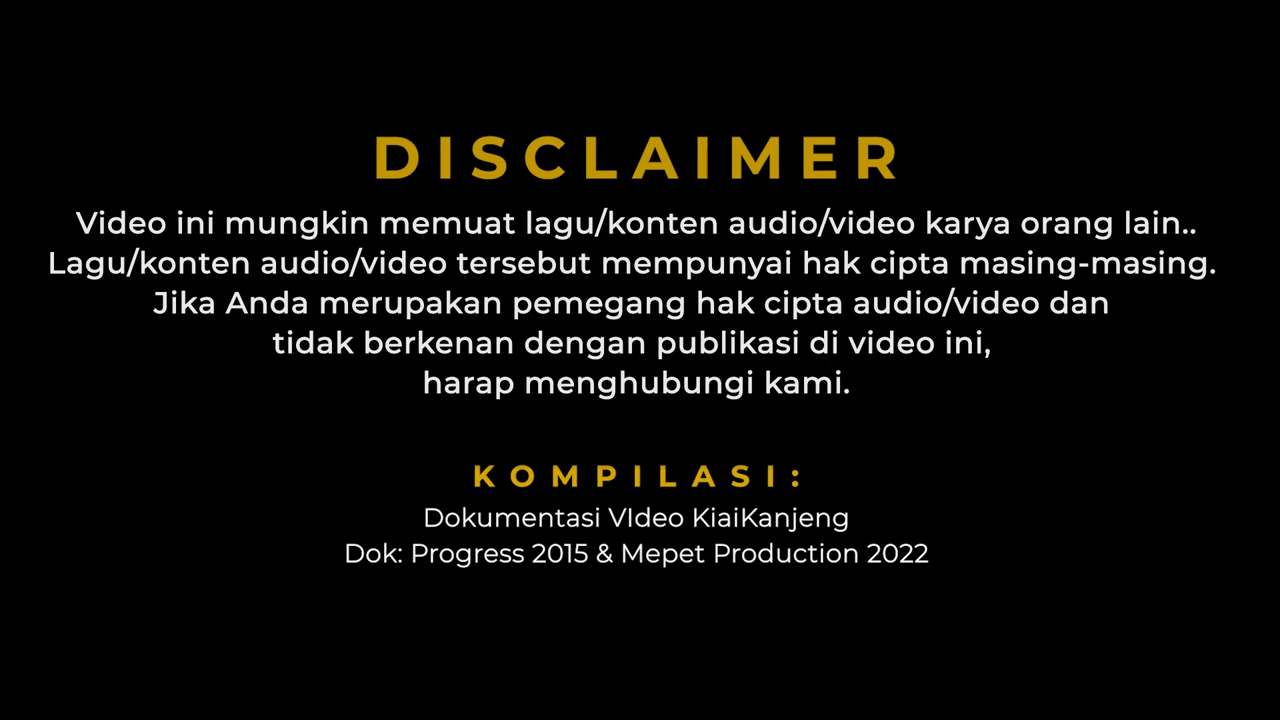 DISCLAIMER
Video ini mungkin memuat lagu/konten audio/video karya orang lain..
Lagu/konten audio/video tersebut mempunyai hak cipta masing-masing.
Jika Anda merupakan pemegang hak cipta audio/video dan
tidak berkenan dengan publikasi di video ini,
harap menghubungi kami.
KOMPILASI:
Dokumentasi VIdeo KiaiKanjeng
Dok: Progress 2015 & Mepet Production 2022